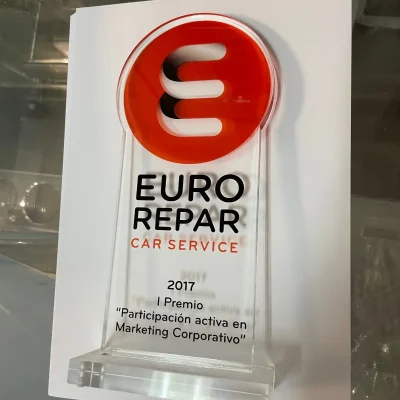 EURO
REPAR
CAR SERVICE
2017
I Premio
"Participación activa en
Marketing Corporativo"